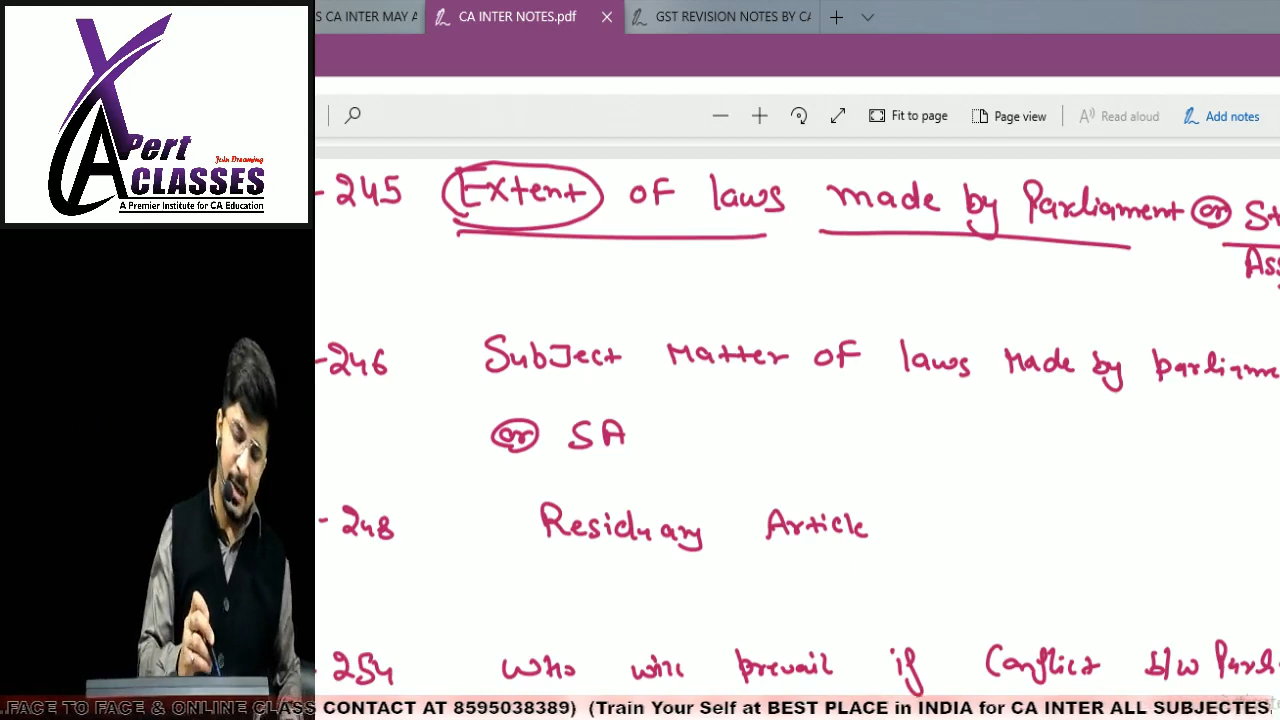 S CA INTER MAY A
CA INTER NOTES.pdf
GST REVISION NOTES BY CA
Fit to page
Page view
Read aloud
Add notes
XPert
Join Dreaming
CA CLASSES
A Premier Institute for CA Education
-245 Extent of laws made by Parliament or St
Ass
-246 Subject Matter of laws Made by parliame
or SA
-248 Residuary Article
-254 Who will prevail if Conflict b/w Parli
..FACE TO FACE & ONLINE CLASS CONTACT AT 8595038389) (Train Your Self at BEST PLACE in INDIA for CA INTER ALL SUBJECTES.